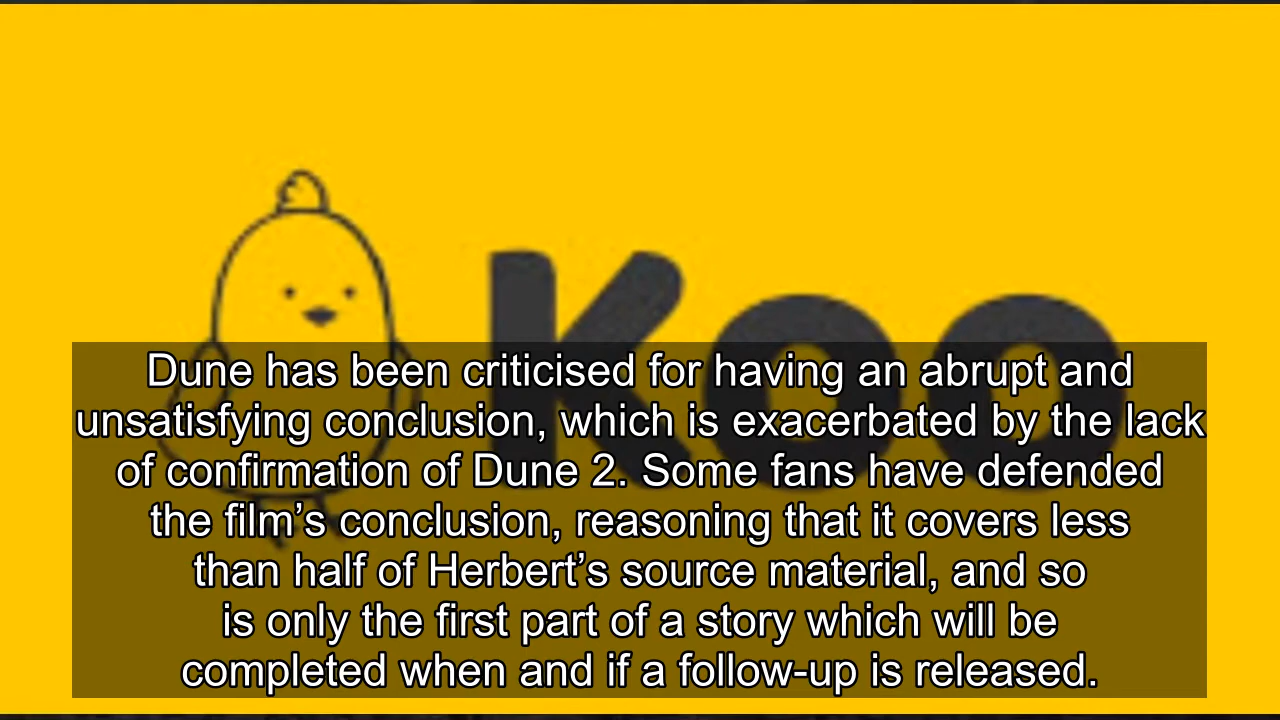 Koo
Dune has been criticised for having an abrupt and
unsatisfying conclusion, which is exacerbated by the lack
of confirmation of Dune 2. Some fans have defended
the film’s conclusion, reasoning that it covers less
than half of Herbert’s source material, and so
is only the first part of a story which will be
completed when and if a follow-up is released.